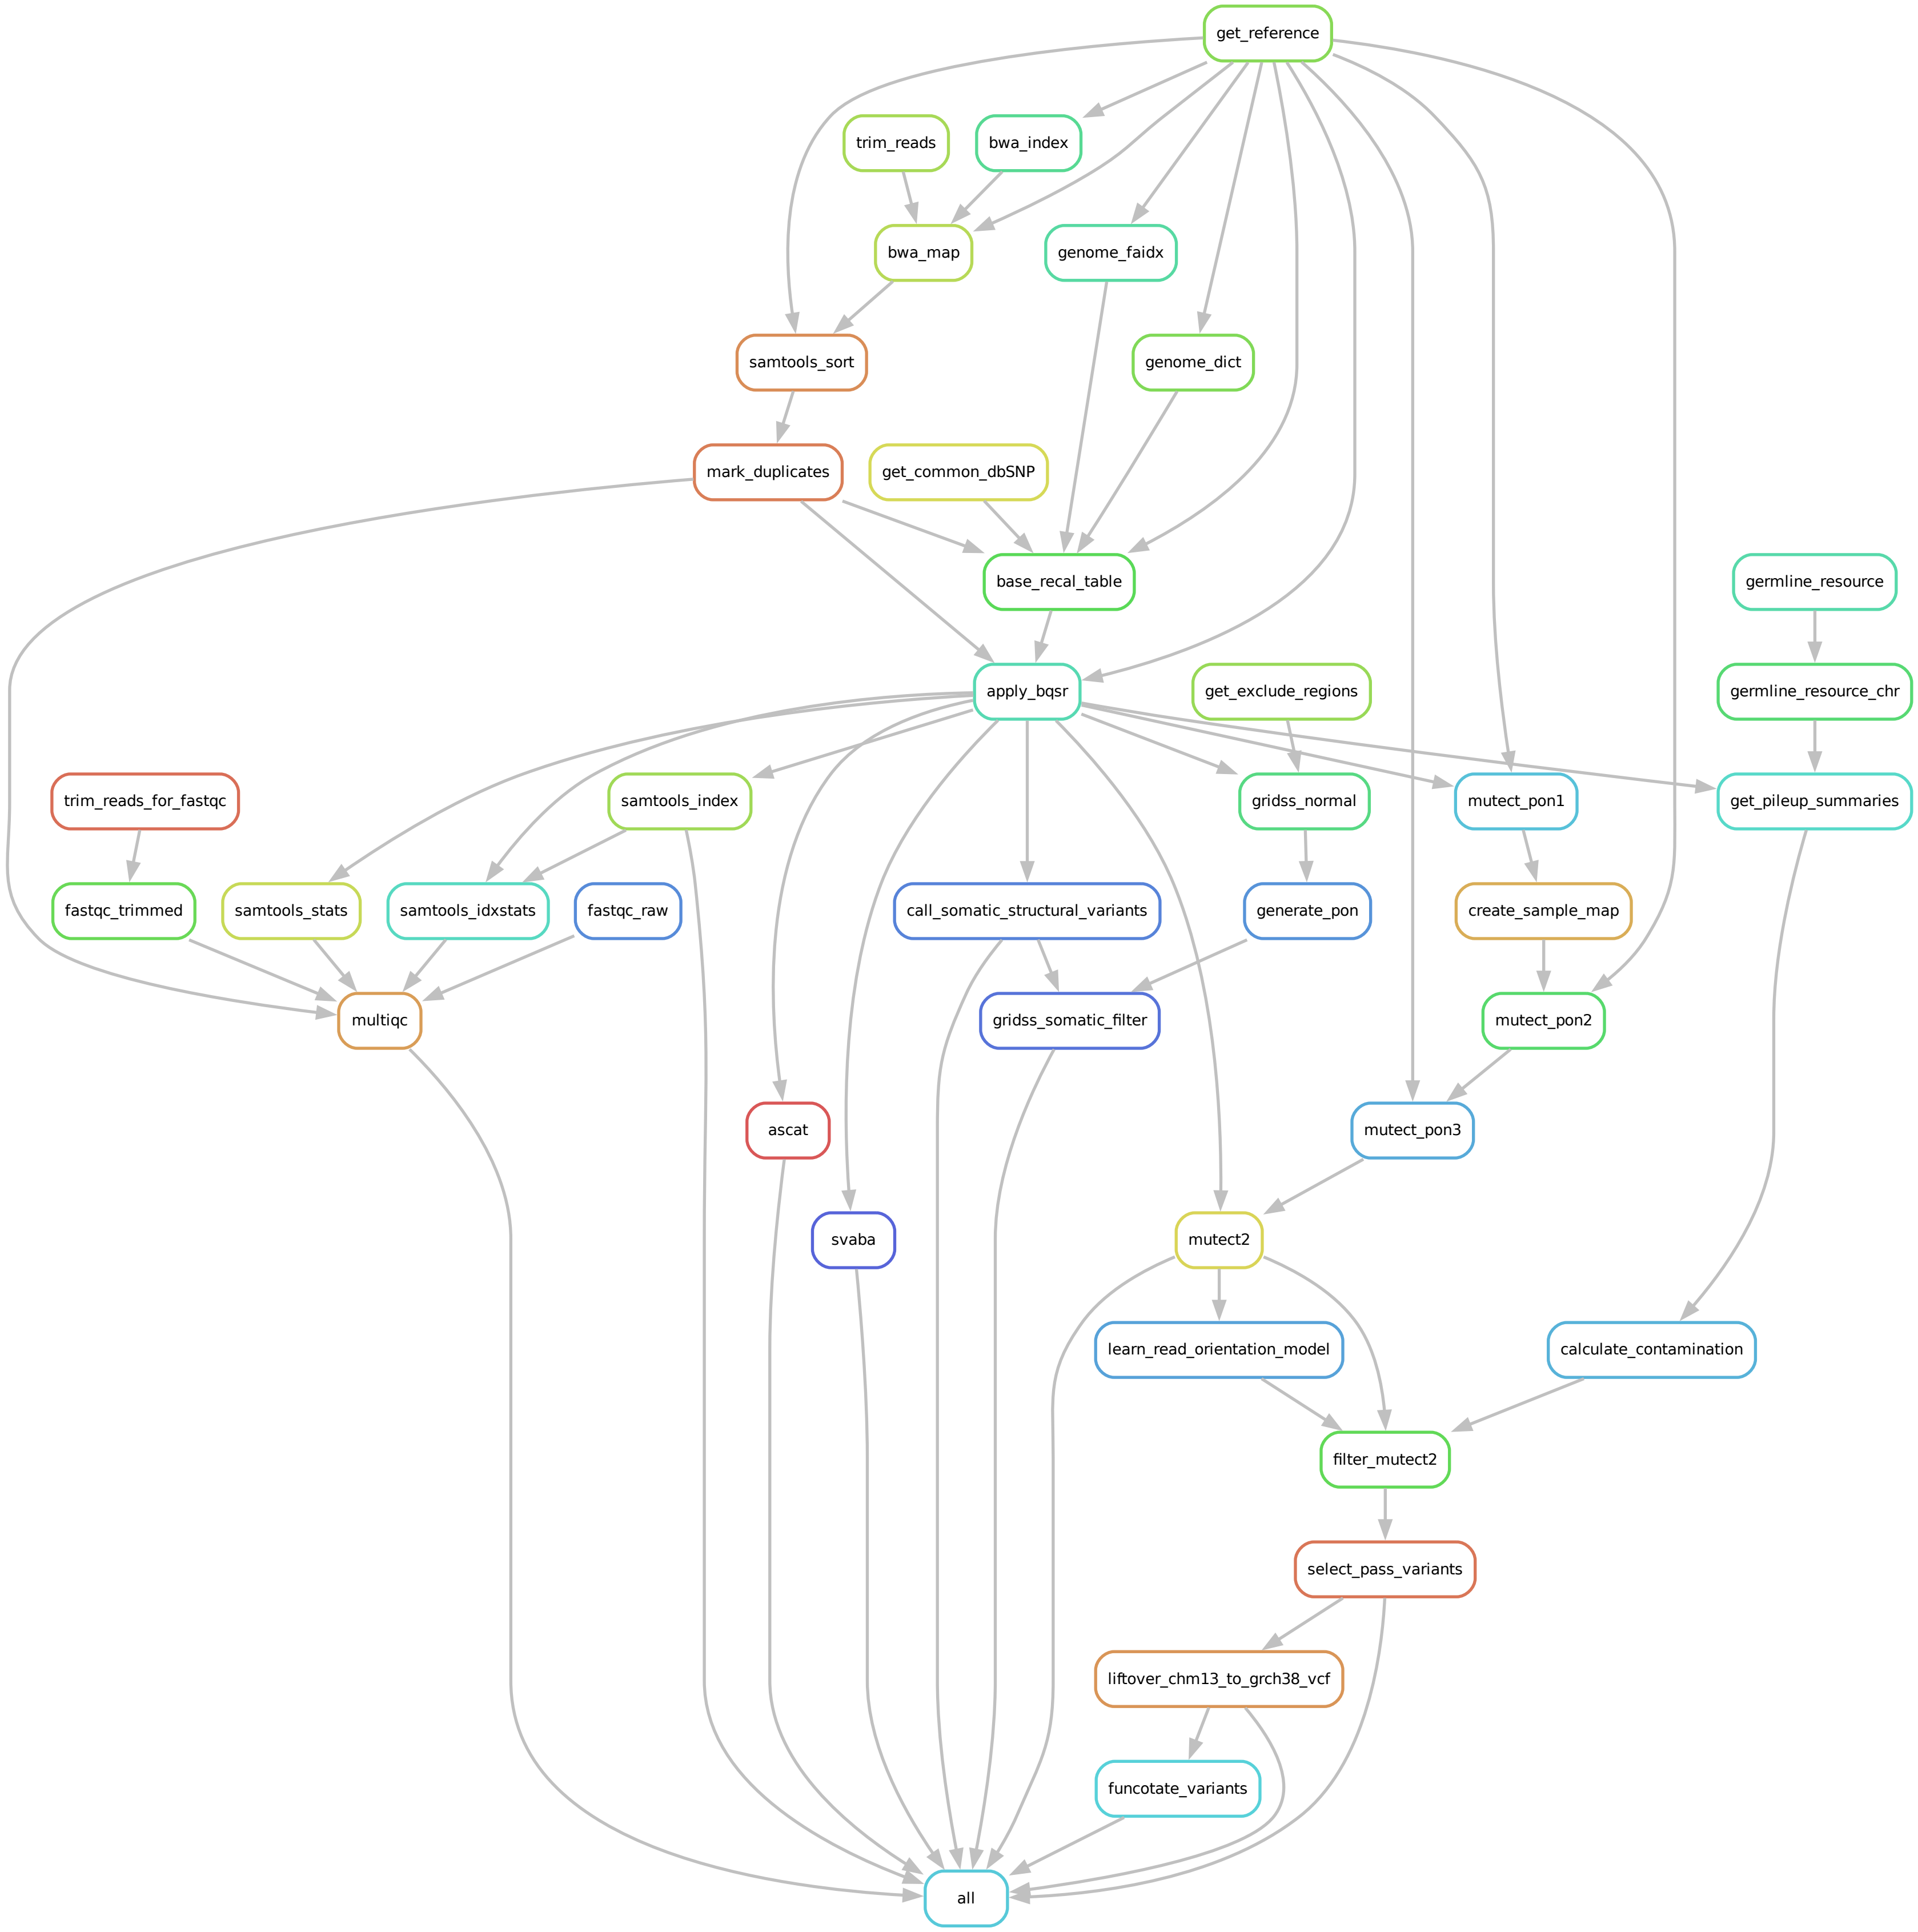 get_reference
trim_reads
bwa_index
bwa_map
genome_faidx
samtools_sort
genome_dict
mark_duplicates
get_common_dbSNP
base_recal_table
germline_resource
apply_bqsr
get_exclude_regions
germline_resource_chr
trim_reads_for_fastqc
samtools_index
gridss_normal
mutect_pon1
get_pileup_summaries
fastqc_trimmed
samtools_stats
samtools_idxstats
fastqc_raw
call_somatic_structural_variants
generate_pon
create_sample_map
multiqc
gridss_somatic_filter
mutect_pon2
ascat
mutect_pon3
svaba
mutect2
learn_read_orientation_model
calculate_contamination
filter_mutect2
select_pass_variants
liftover_chm13_to_grch38_vcf
funcotate_variants
all